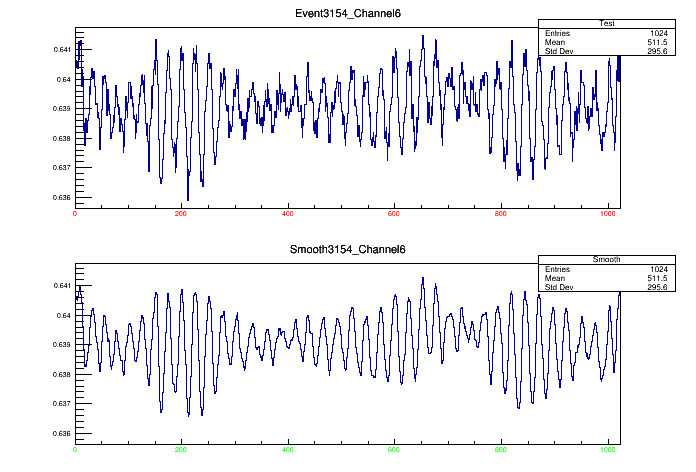 Event3154_Channel6
Test
Entries 1024
Mean 511.5
Std Dev 295.6
0.641
0.64
0.639
0.638
0.637
0.636
0 200 400 600 800 1000
Smooth3154_Channel6
Smooth
Entries 1024
Mean 511.5
Std Dev 295.6
0.641
0.64
0.639
0.638
0.637
0.636
0 200 400 600 800 1000